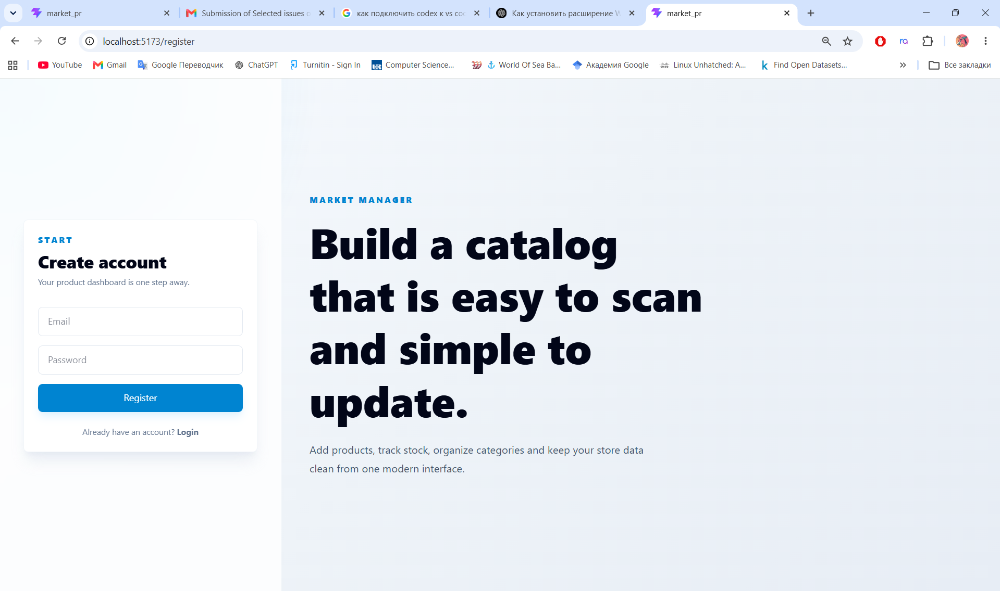 market_pr
Submission of Selected issues o
как подключить codex к vs coc
Как установить расширение W
market_pr
localhost:5173/register
YouTube
Gmail
Google Переводчик
ChatGPT
Turnitin - Sign In
Computer Science...
World Of Sea Ba...
Академия Google
Linux Unhatched: A...
Find Open Datasets...
Все закладки
START
Create account
Your product dashboard is one step away.
Email
Password
Register
Already have an account? Login
MARKET MANAGER
Build a catalog
that is easy to scan
and simple to
update.
Add products, track stock, organize categories and keep your store data
clean from one modern interface.